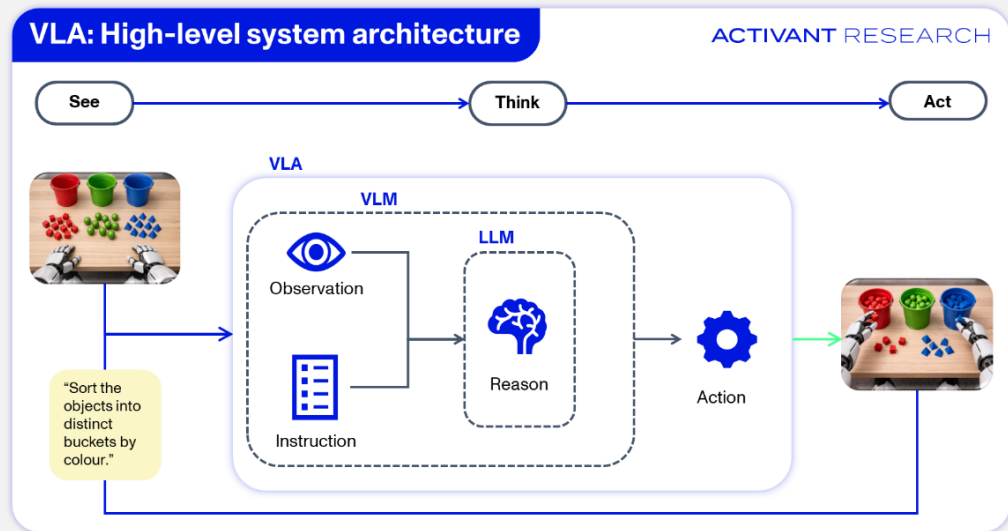 VLA: High-level system architecture
ACTIVANT RESEARCH
See
Think
Act
VLA
VLM
LLM
Observation
Reason
Instruction
Action
“Sort the
objects into
distinct
buckets by
colour.”